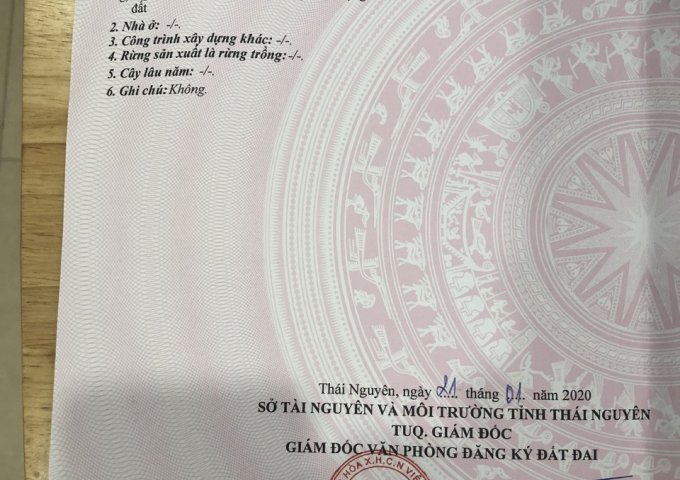 đất
2. Nhà ở: -/-.
3. Công trình xây dựng khác: -/-.
4. Rừng sản xuất là rừng trồng: -/-.
5. Cây lâu năm: -/-.
6. Ghi chú: Không.
Thái Nguyên, ngày 21 tháng 01 năm 2020
SỞ TÀI NGUYÊN VÀ MÔI TRƯỜNG TỈNH THÁI NGUYÊN
TUQ. GIÁM ĐỐC
GIÁM ĐỐC VĂN PHÒNG ĐĂNG KÝ ĐẤT ĐAI
HÒA X.H.C.N VIỆ